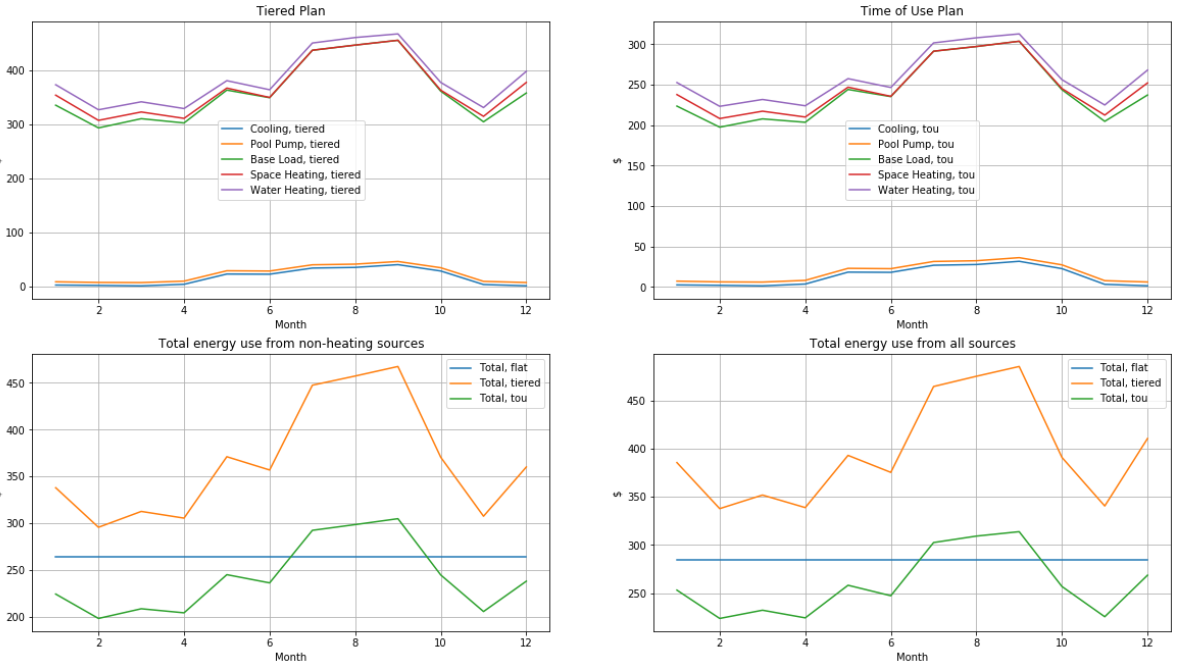 Tiered Plan
400
300
200
100
0
2
4
6
8
10
12
Month
Cooling, tiered
Pool Pump, tiered
Base Load, tiered
Space Heating, tiered
Water Heating, tiered
Time of Use Plan
$
300
250
200
150
100
50
0
2
4
6
8
10
12
Month
Cooling, tou
Pool Pump, tou
Base Load, tou
Space Heating, tou
Water Heating, tou
Total energy use from non-heating sources
450
400
350
300
250
200
2
4
6
8
10
12
Month
Total, flat
Total, tiered
Total, tou
Total energy use from all sources
$
450
400
350
300
250
200
2
4
6
8
10
12
Month
Total, flat
Total, tiered
Total, tou